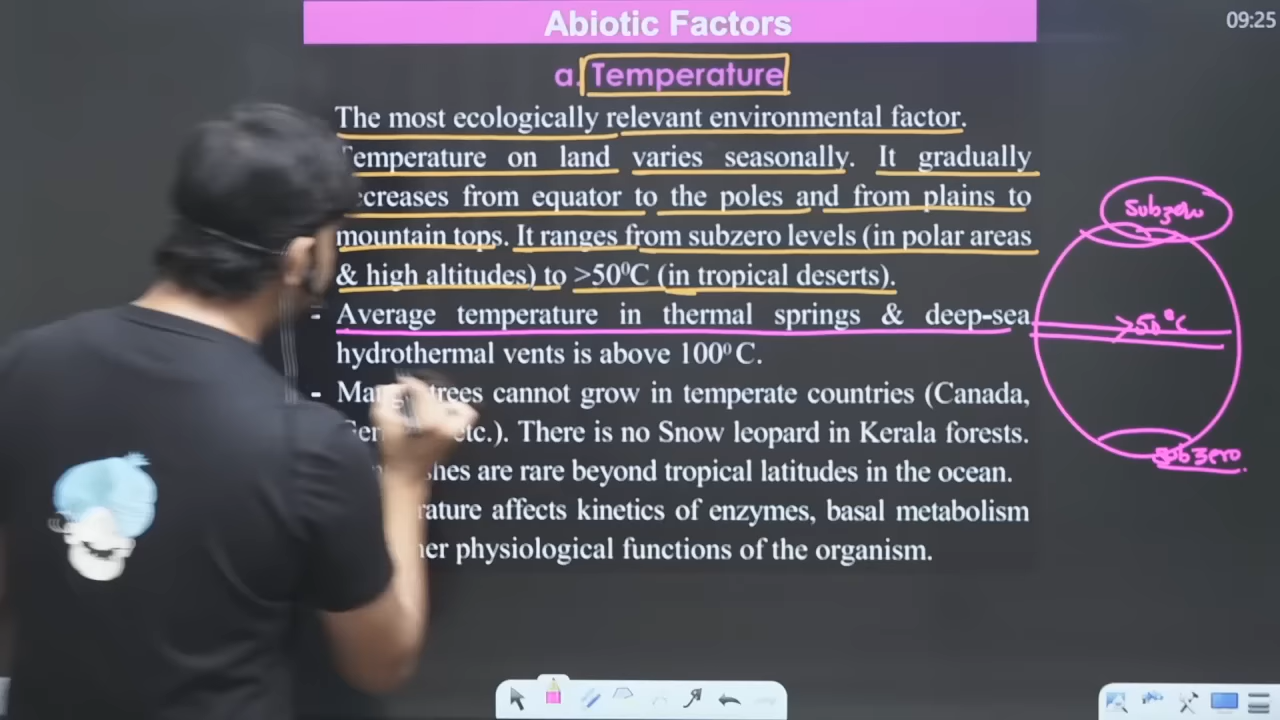 Abiotic Factors
09:25
a. Temperature
The most ecologically relevant environmental factor.
Temperature on land varies seasonally. It gradually
decreases from equator to the poles and from plains to
mountain tops. It ranges from subzero levels (in polar areas
& high altitudes) to >50⁰C (in tropical deserts).
- Average temperature in thermal springs & deep-sea
hydrothermal vents is above 100⁰ C.
- trees cannot grow in temperate countries (Canada,
etc.). There is no Snow leopard in Kerala forests.
are rare beyond tropical latitudes in the ocean.
affects kinetics of enzymes, basal metabolism
physiological functions of the organism.
Subzero
>50°C
Subzero